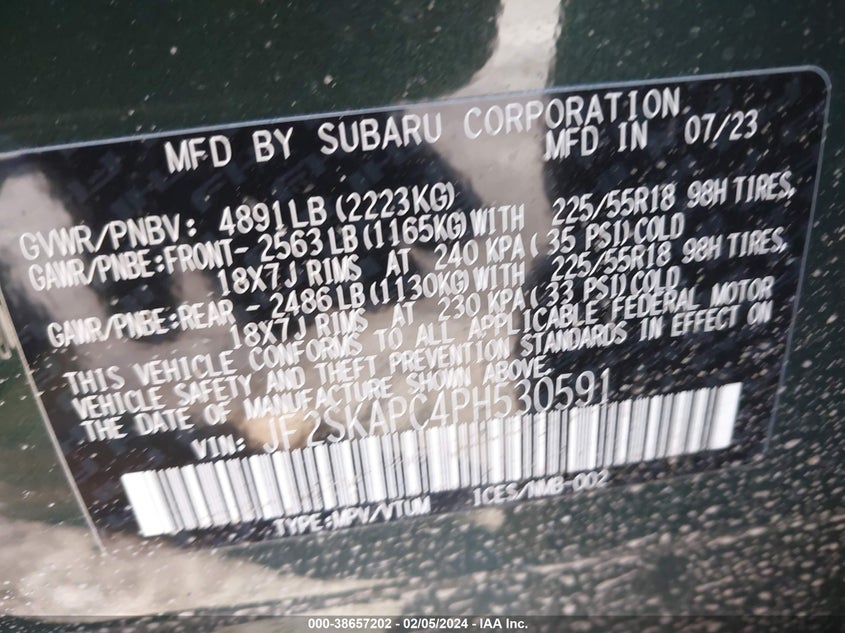 MFD BY SUBARU CORPORATION
MFD IN 07/23
GVWR/PNBV: 4891LB(2223KG)
GAWR/PNBE:FRONT- 2563LB(1165KG)WITH 225/55R18 98H TIRES,
18X7J RIMS AT 240 KPA(35 PSI)COLD
GAWR/PNBE:REAR - 2486LB(1130KG)WITH 225/55R18 98H TIRES,
18X7J RIMS AT 230 KPA(33 PSI)COLD
THIS VEHICLE CONFORMS TO ALL APPLICABLE FEDERAL MOTOR
VEHICLE SAFETY AND THEFT PREVENTION STANDARDS IN EFFECT ON
THE DATE OF MANUFACTURE SHOWN ABOVE.
VIN: JF2SKAPC4PH530591
TYPE:MPV/VTUM ICES/NMB-002
000-38657202 - 02/05/2024 - IAA Inc.